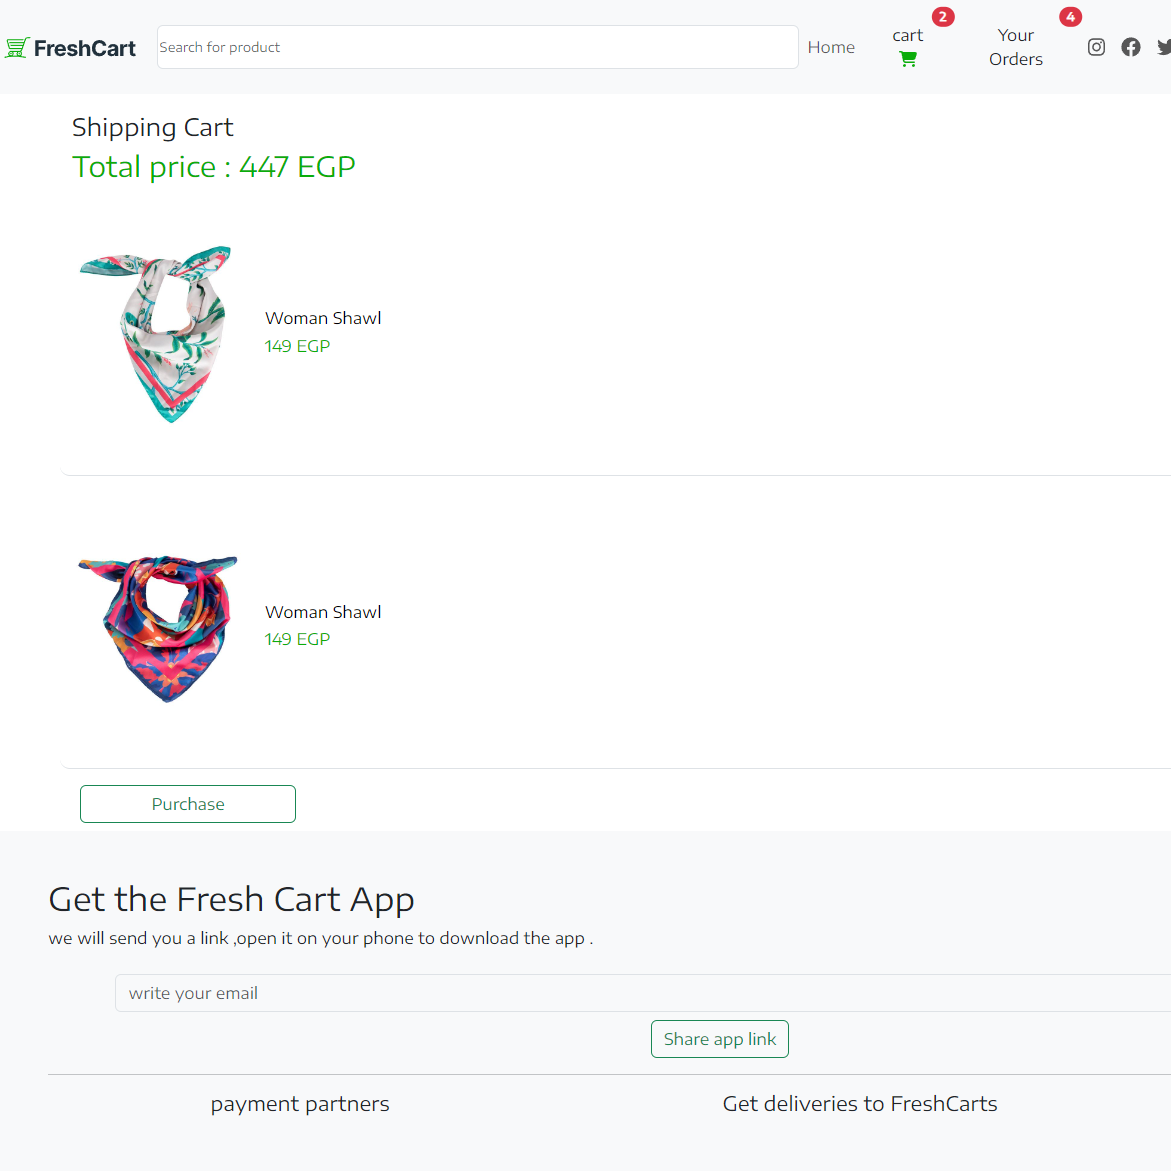 FreshCart
Search for product
Home
cart
2
Your
Orders
4
Shipping Cart
Total price : 447 EGP
Woman Shawl
149 EGP
Woman Shawl
149 EGP
Purchase
Get the Fresh Cart App
we will send you a link ,open it on your phone to download the app .
write your email
Share app link
payment partners
Get deliveries to FreshCarts